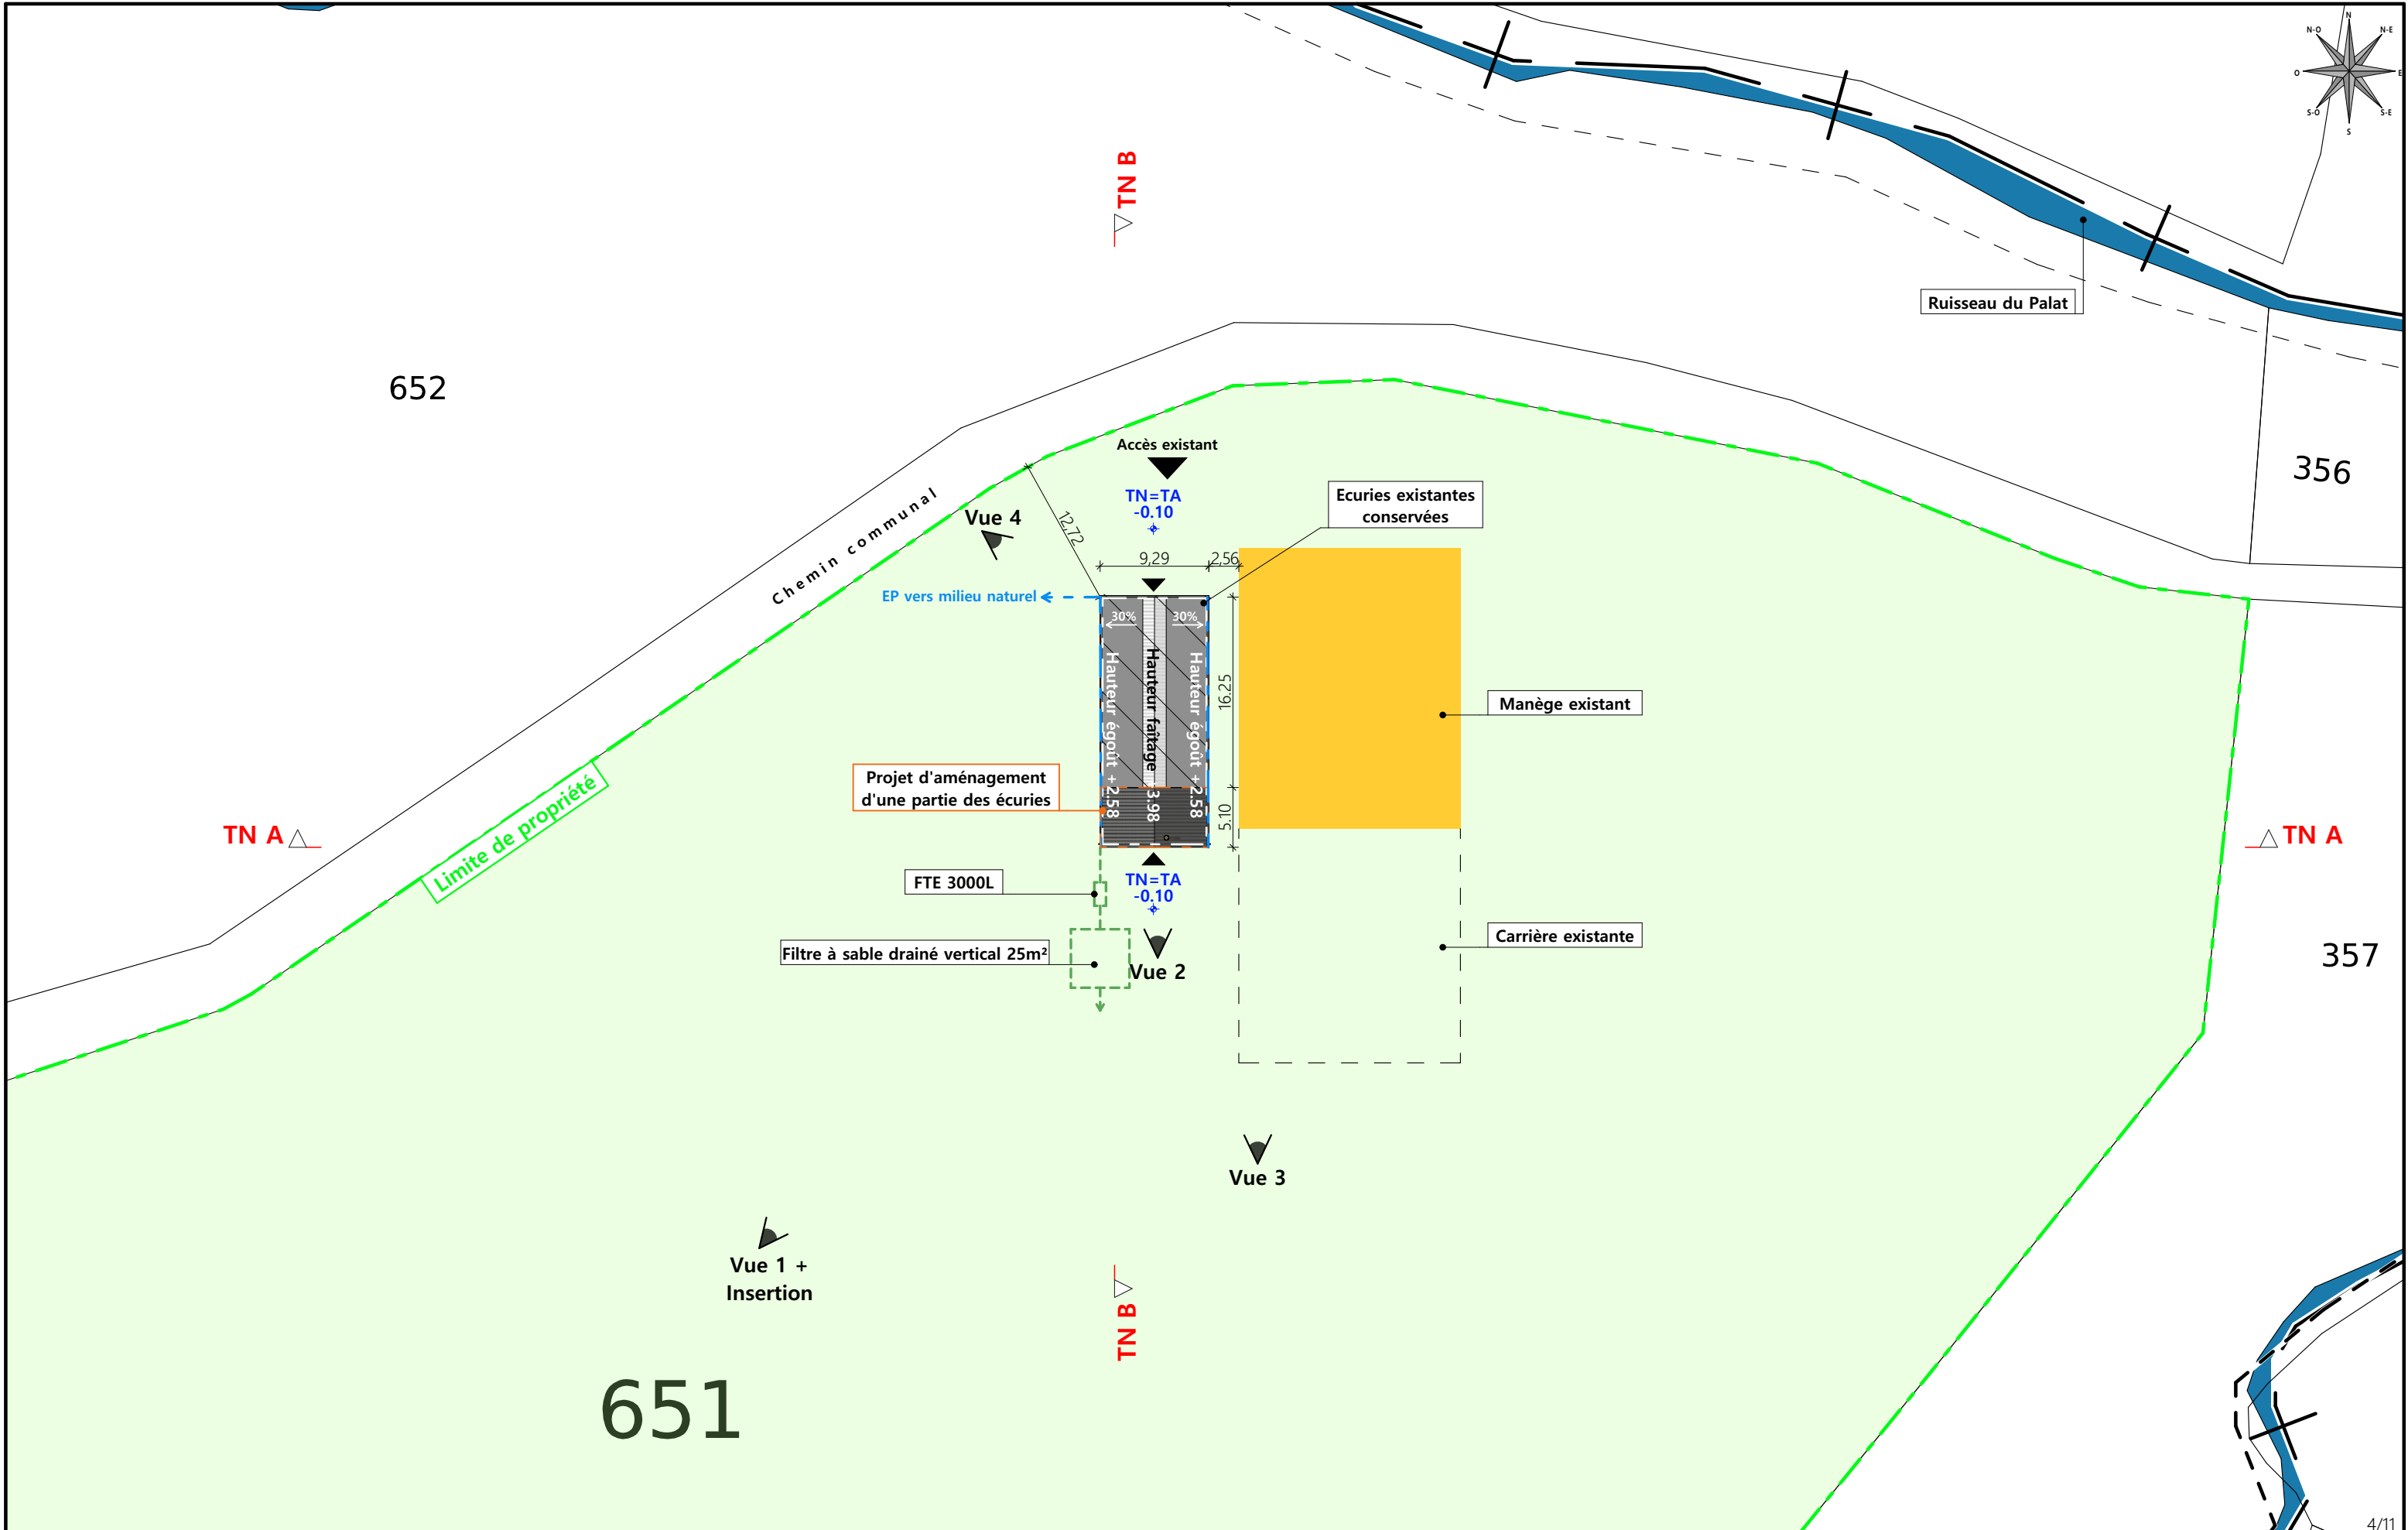 N
N-O
N-E
O
E
S-O
S-E
S
TN B
Ruisseau du Palat
652
356
Accès existant
TN=TA
-0.10
Ecuries existantes
conservées
Vue 4
12,72
Chemin communal
9,29
2,56
EP vers milieu naturel
30%
30%
Hauteur égoût +2.58
Hauteur faîtage +3.98
Hauteur égoût +2.58
16.25
5.10
Manège existant
Projet d'aménagement
d'une partie des écuries
Limite de propriété
TN A
TN A
FTE 3000L
TN=TA
-0.10
Filtre à sable drainé vertical 25m²
Vue 2
Carrière existante
357
Vue 3
Vue 1 +
Insertion
TN B
651
4/11